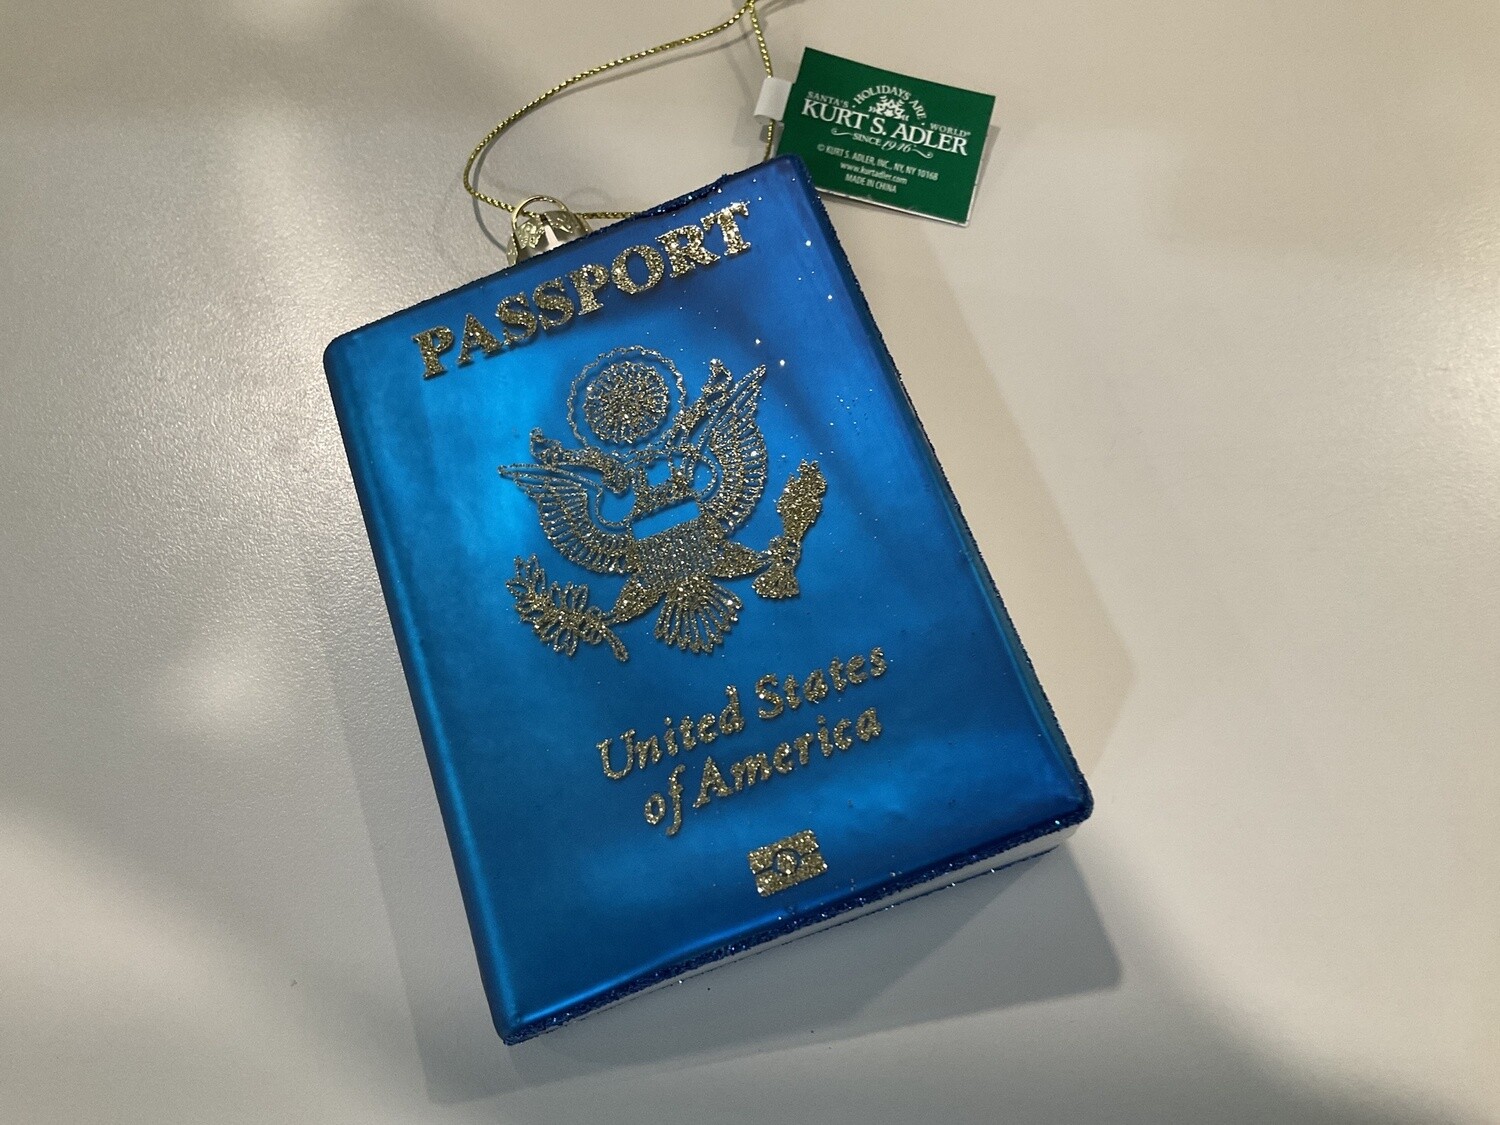 HOLIDAYS ARE
SANTA'S WORLD®
KURT S. ADLER
SINCE 1946
© KURT S. ADLER, INC., NY, NY 10168
www.kurtadler.com
MADE IN CHINA
PASSPORT
United States
of America